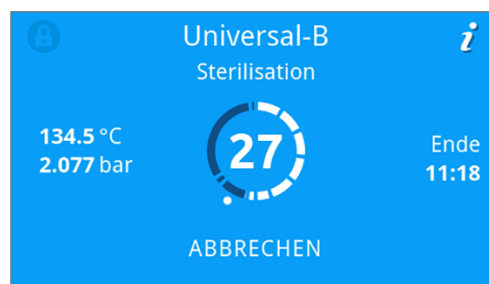 Universal-B
i
Sterilisation
134.5 °C
2.077 bar
27
Ende
11:18
ABBRECHEN